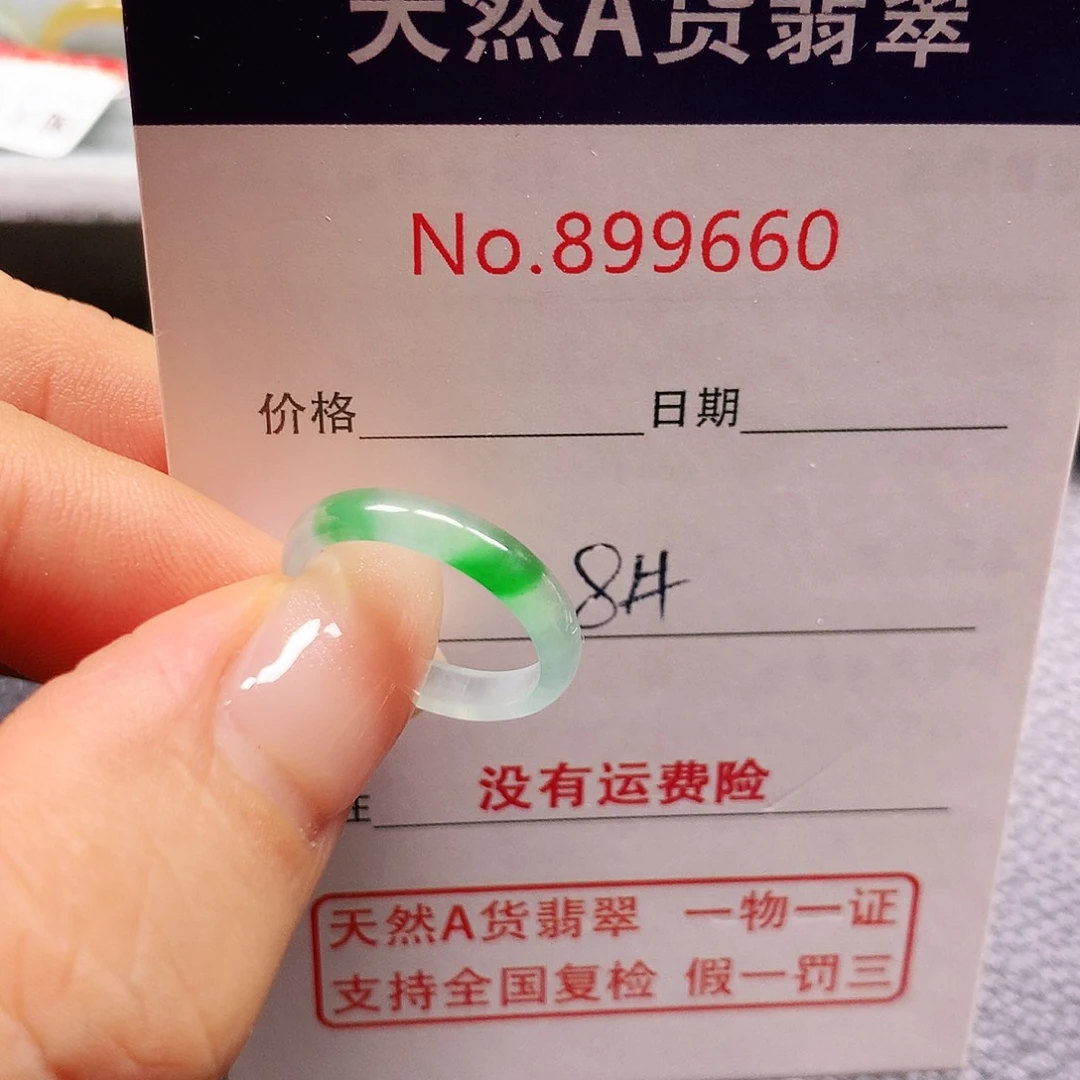 天然A货翡翠
No.899660
价格 日期
8#
没有运费险
天然A货翡翠 一物一证
支持全国复检 假一罚三